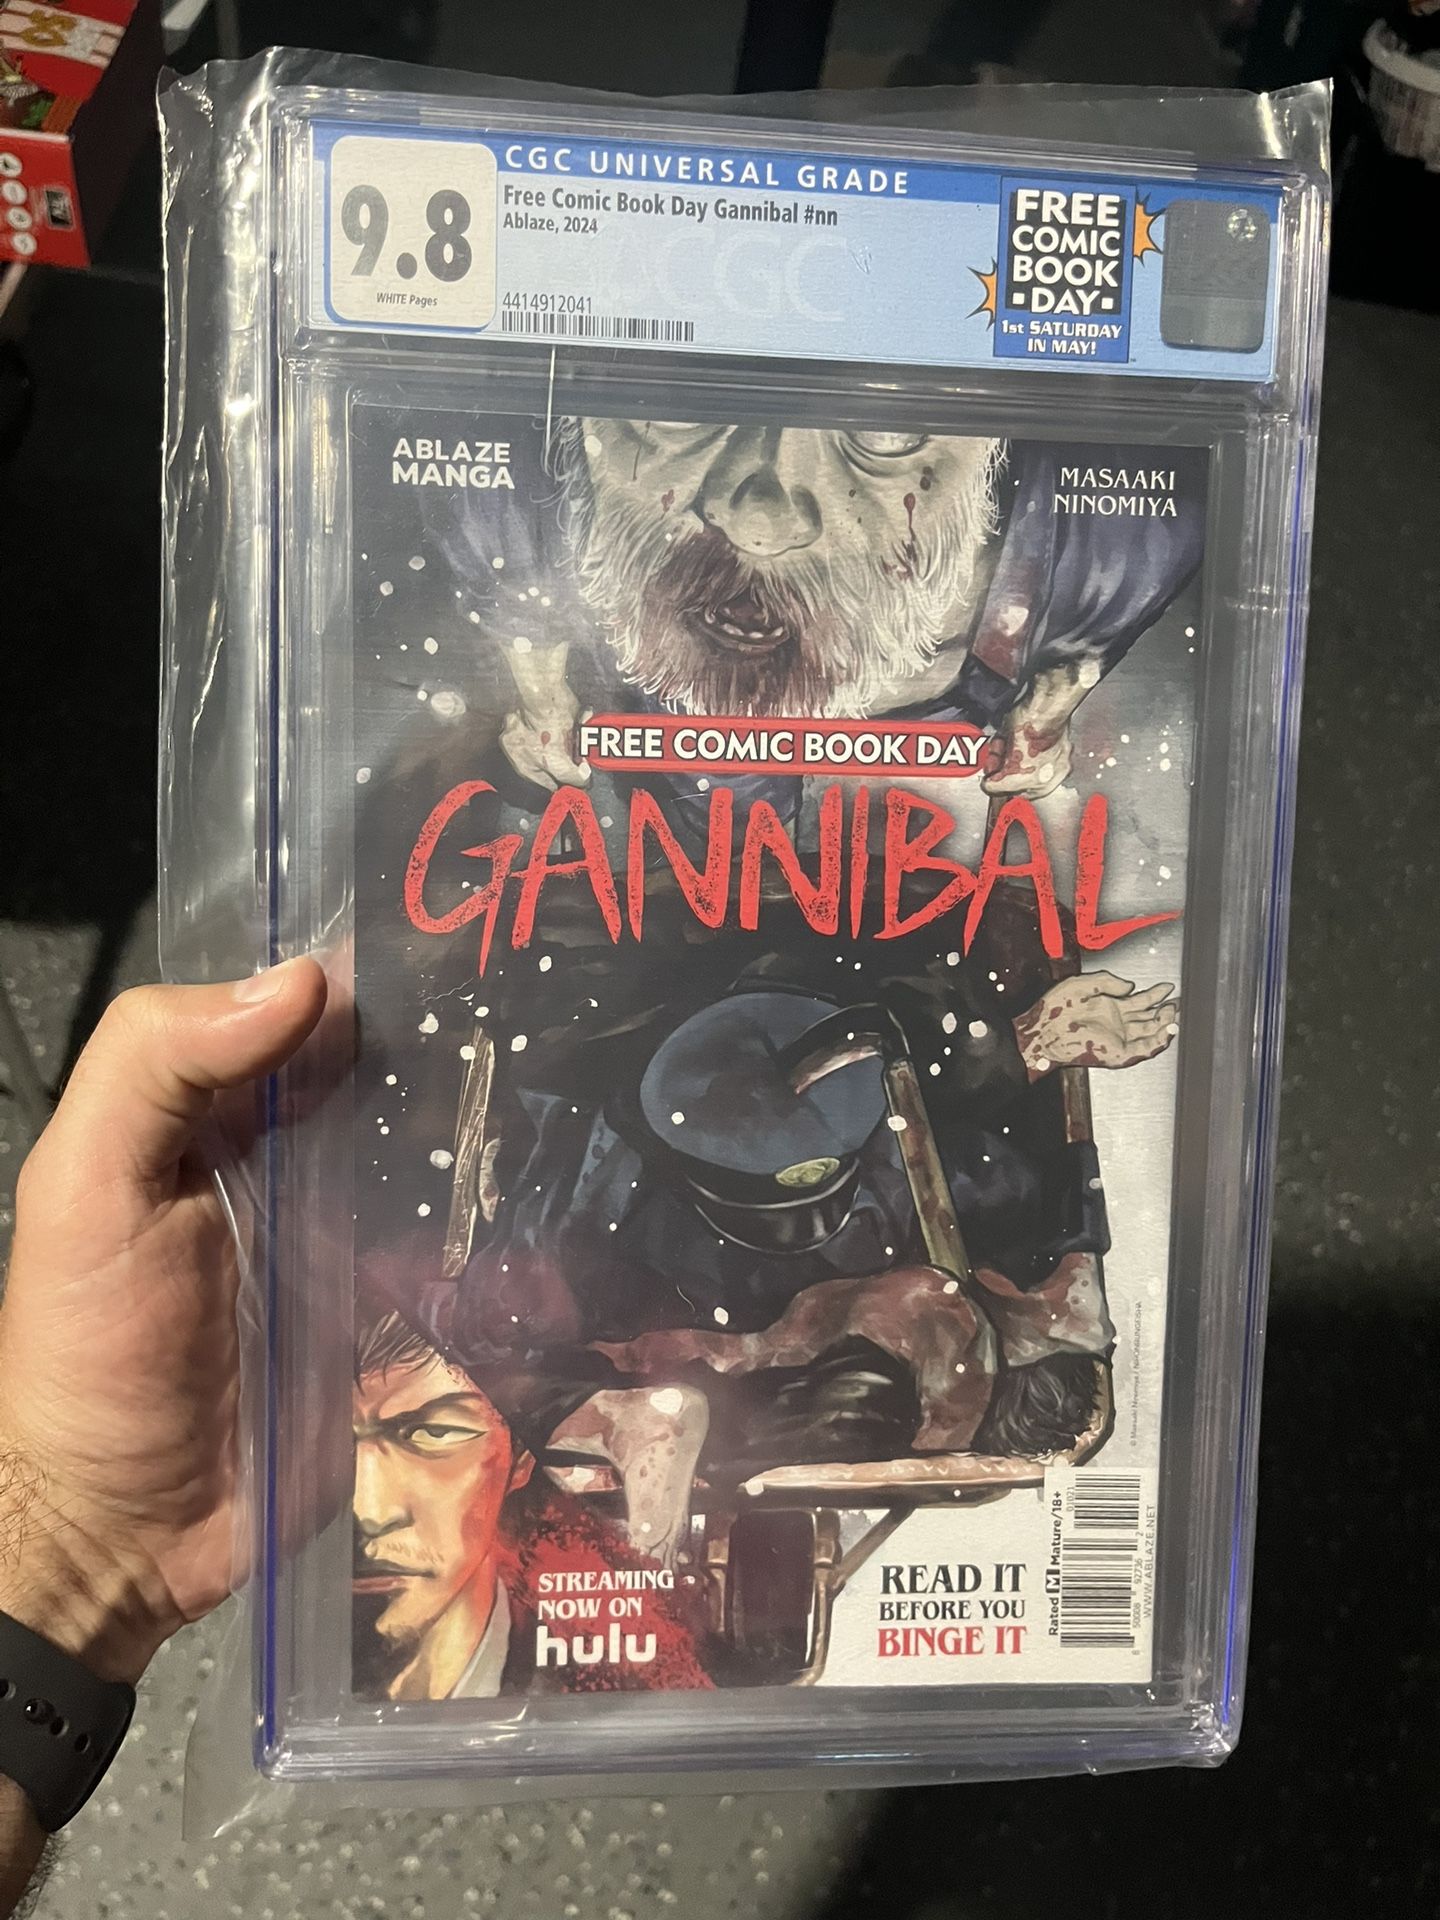 CGC UNIVERSAL GRADE
9.8
WHITE Pages
Free Comic Book Day Gannibal #nn
Ablaze, 2024
4414912041
CGC
FREE
COMIC
BOOK
DAY
1st SATURDAY
IN MAY!
ABLAZE
MANGA
MASAAKI
NINOMIYA
FREE COMIC BOOK DAY
GANNIBAL
STREAMING
NOW ON
hulu
READ IT
BEFORE YOU
BINGE IT
Rated M Mature/18+
01021
WWW.ABLAZE.NET